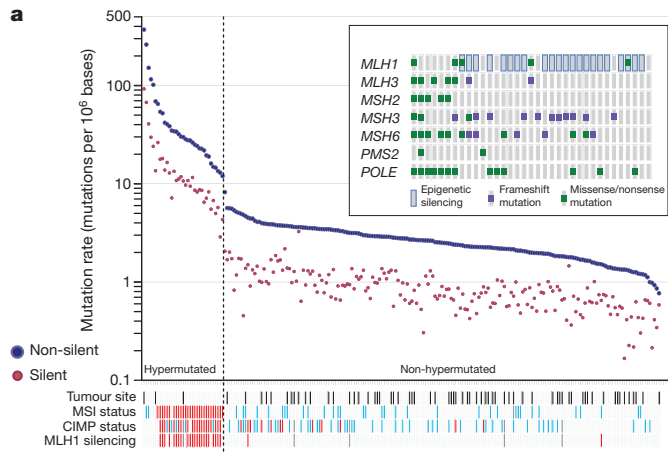 a
500
100
10
1
0.1
Mutation rate (mutations per 10⁶ bases)
Non-silent
Silent
Hypermutated
Non-hypermutated
MLH1
MLH3
MSH2
MSH3
MSH6
PMS2
POLE
Epigenetic
silencing
Frameshift
mutation
Missense/nonsense
mutation
Tumour site
MSI status
CIMP status
MLH1 silencing